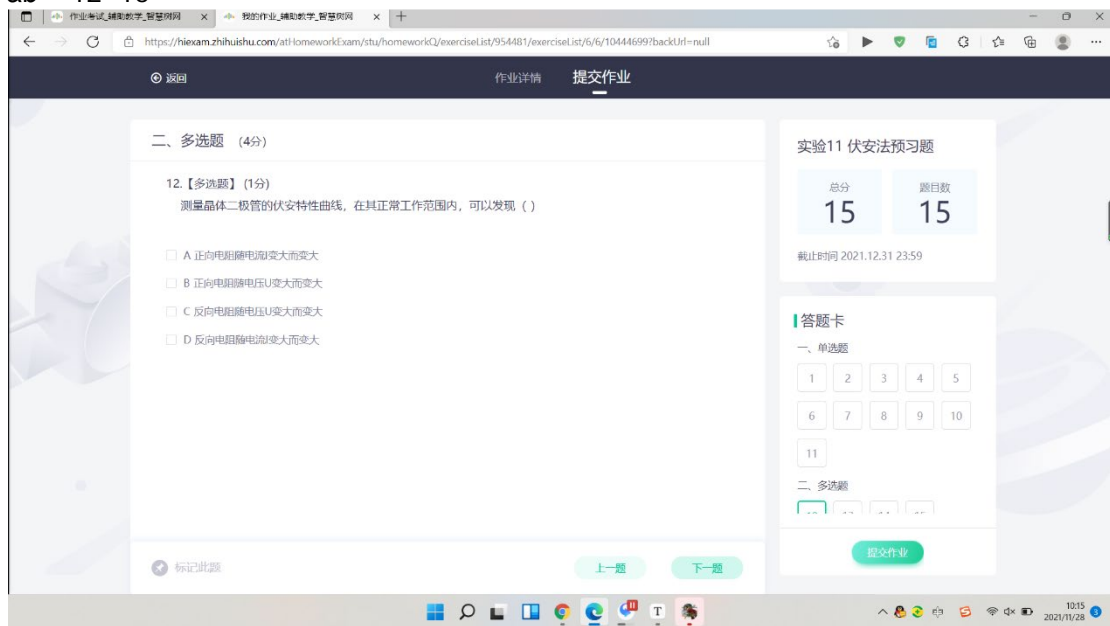 作业考试_辅助教学_智慧树网
我的作业_辅助教学_智慧树网
https://hiexam.zhihuishu.com/atHomeworkExam/stu/homeworkQ/exerciseList/954481/exerciseList/6/6/10444699?backUrl=null
返回
作业详情
提交作业
二、多选题 (4分)
12.【多选题】(1分)
测量晶体二极管的伏安特性曲线,在其正常工作范围内,可以发现()
A 正向电阻随电流I变大而变大
B 正向电阻随电压U变大而变大
C 反向电阻随电压U变大而变大
D 反向电阻随电流I变大而变大
标记此题
上一题
下一题
实验11 伏安法预习题
总分 题目数
15 15
截止时间 2021.12.31 23:59
答题卡
一、单选题
1 2 3 4 5
6 7 8 9 10
11
二、多选题
提交作业
10:15
2021/11/28
3